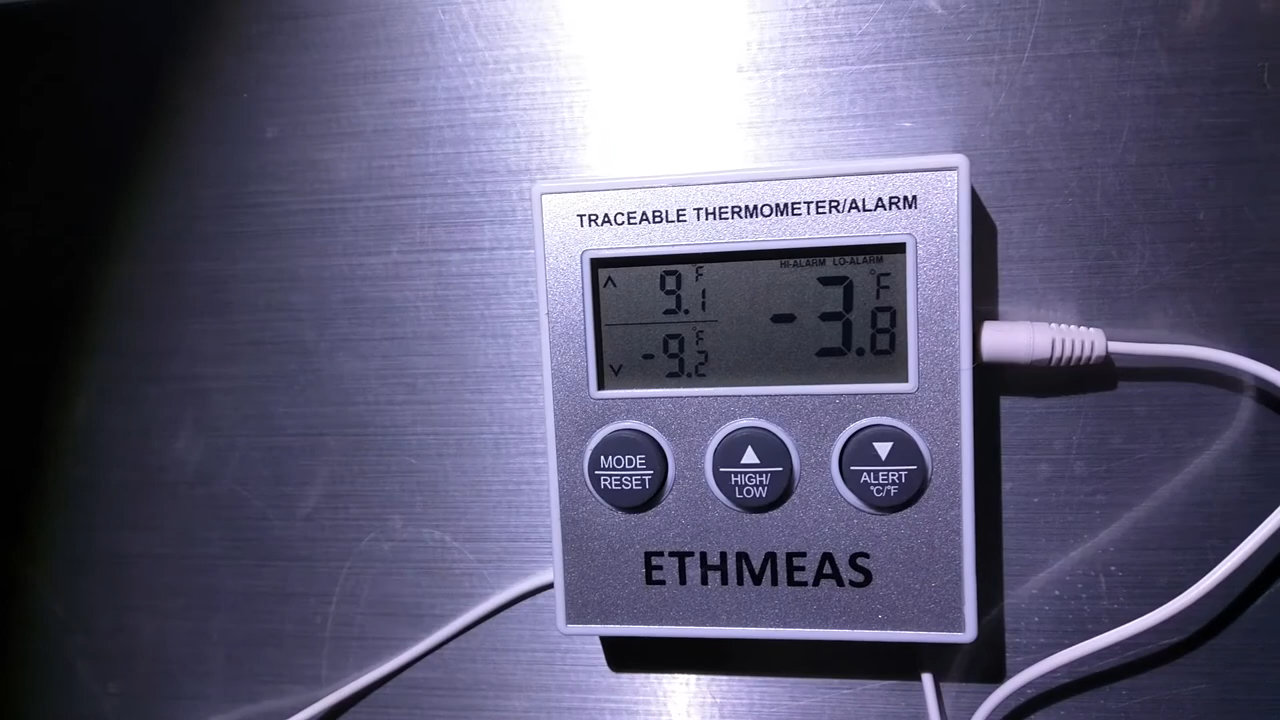 TRACEABLE THERMOMETER/ALARM
HI-ALARM LO-ALARM
^ 9.1 °F
-3.8 °F
v -9.2 °F
MODE
RESET
▲
HIGH/
LOW
▼
ALERT
°C/°F
ETHMEAS